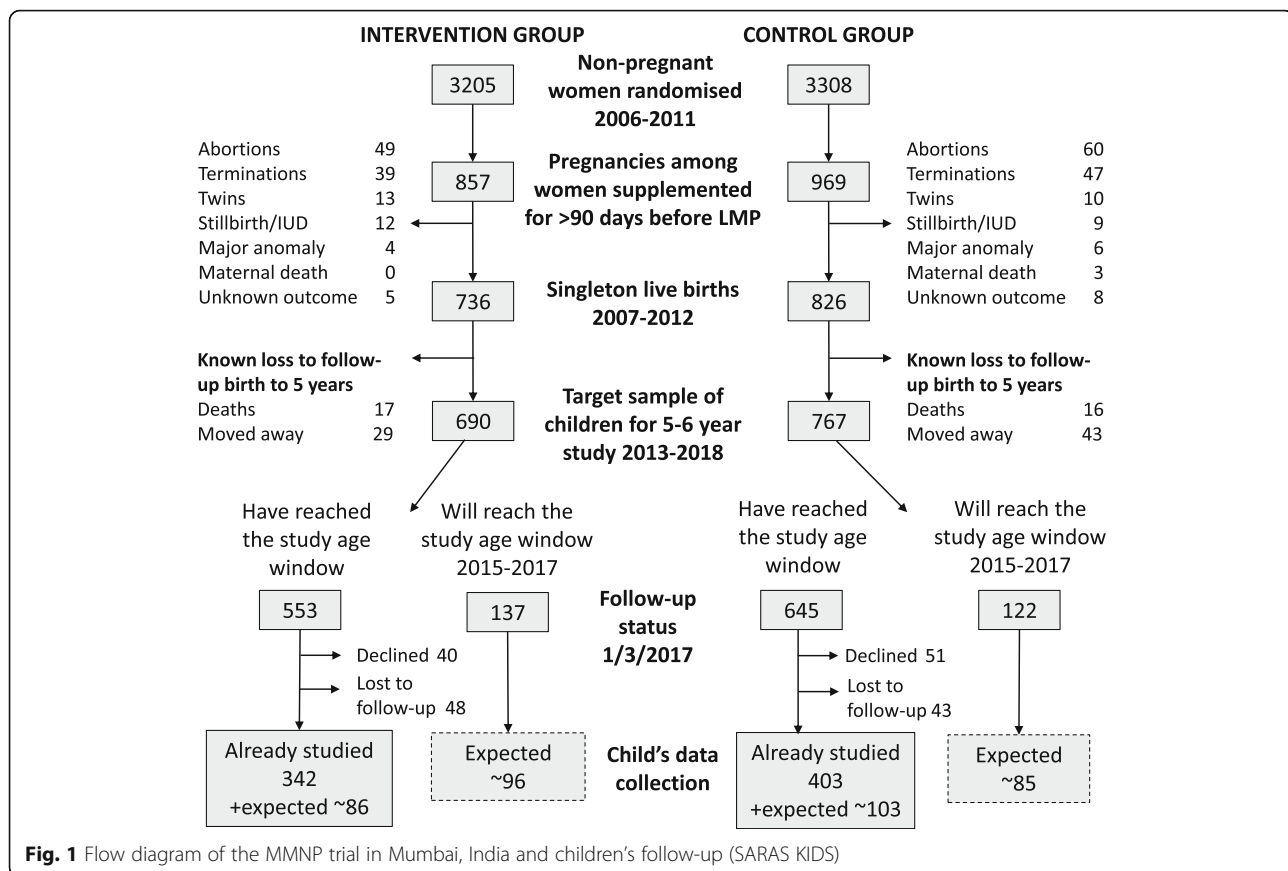 INTERVENTION GROUP
CONTROL GROUP
Non-pregnant
women randomised
2006-2011
3205
3308
Abortions 49
Terminations 39
Twins 13
Stillbirth/IUD 12
Major anomaly 4
Maternal death 0
Unknown outcome 5
857
Pregnancies among
women supplemented
for >90 days before LMP
969
Abortions 60
Terminations 47
Twins 10
Stillbirth/IUD 9
Major anomaly 6
Maternal death 3
Unknown outcome 8
736
Singleton live births
2007-2012
826
Known loss to follow-
up birth to 5 years
Deaths 17
Moved away 29
690
Target sample of
children for 5-6 year
study 2013-2018
767
Known loss to follow-
up birth to 5 years
Deaths 16
Moved away 43
Have reached
the study age
window
Will reach the
study age window
2015-2017
Have reached
the study age
window
Will reach the
study age window
2015-2017
553
137
Follow-up
status
1/3/2017
645
122
Declined 40
Lost to
follow-up 48
Declined 51
Lost to
follow-up 43
Already studied
342
+expected ~86
Expected
~96
Child's data
collection
Already studied
403
+expected ~103
Expected
~85
Fig. 1 Flow diagram of the MMNP trial in Mumbai, India and children's follow-up (SARAS KIDS)